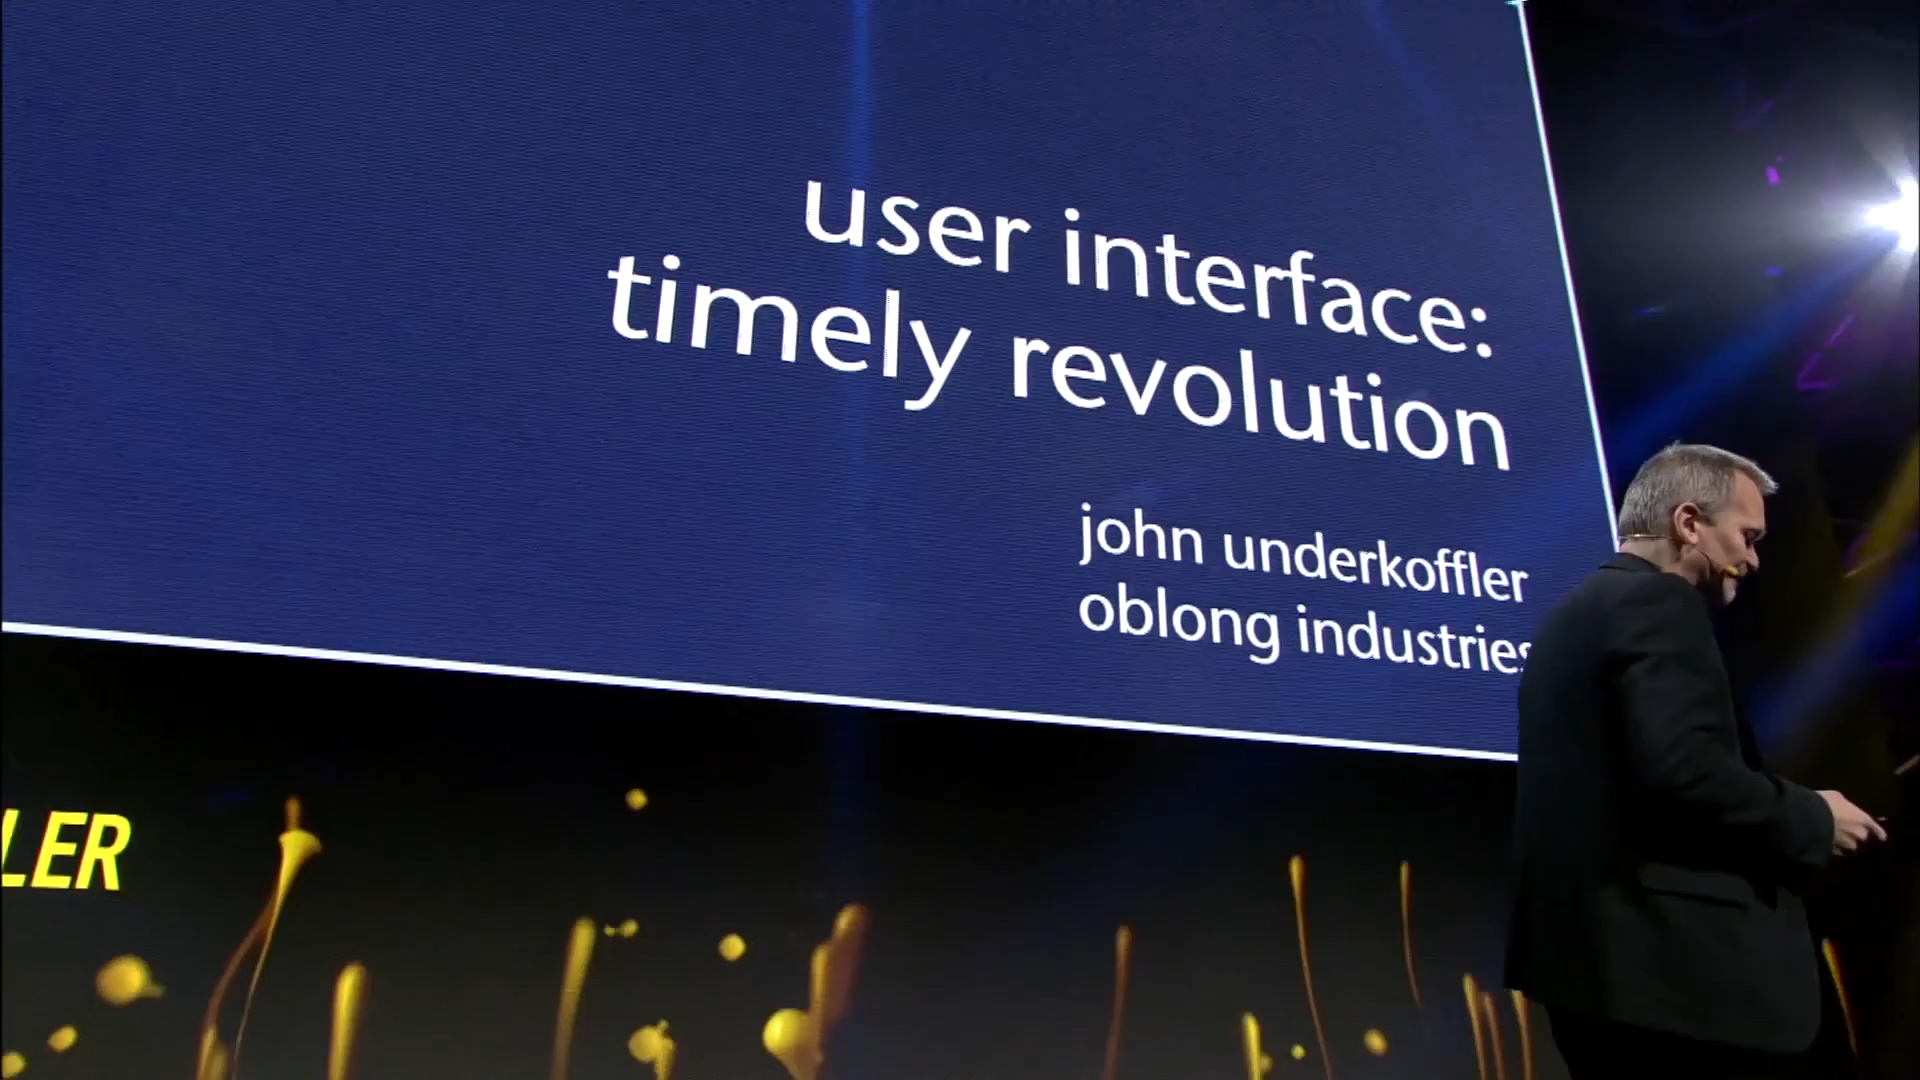 user interface:
timely revolution
john underkoffler
oblong industries
LER